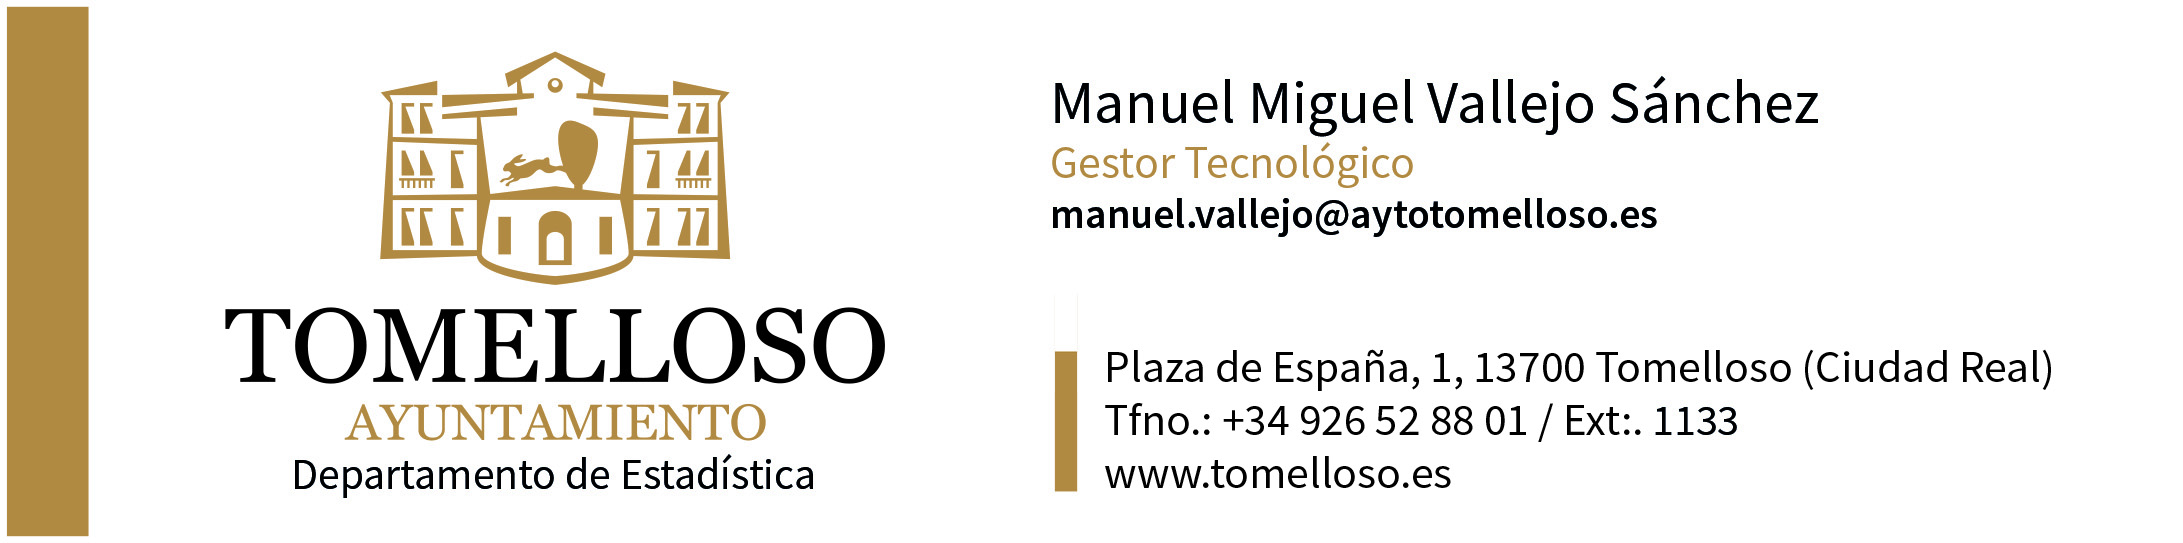 TOMELLOSO
AYUNTAMIENTO
Departamento de Estadística
Manuel Miguel Vallejo Sánchez
Gestor Tecnológico
manuel.vallejo@aytotomelloso.es
Plaza de España, 1, 13700 Tomelloso (Ciudad Real)
Tfno.: +34 926 52 88 01 / Ext:. 1133
www.tomelloso.es